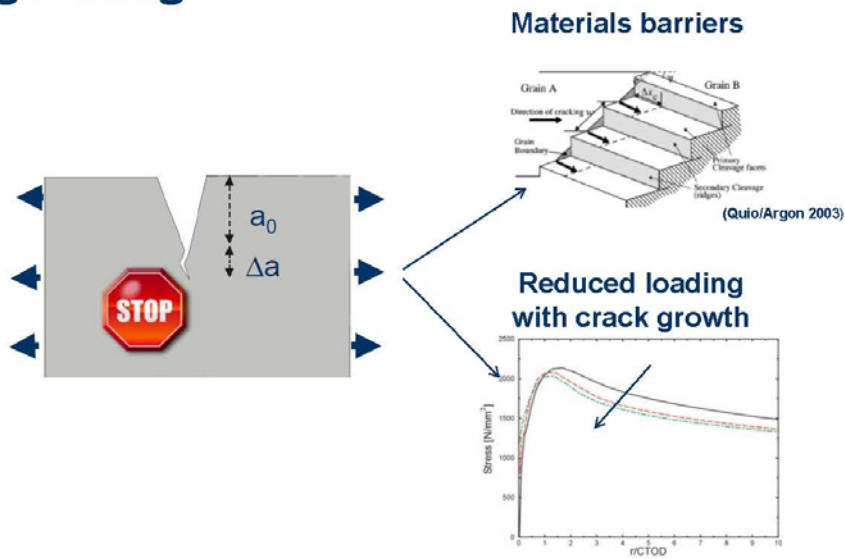 Materials barriers
Grain A
Grain B
Δx_c
Direction of cracking
Grain
Boundary
Primary
Cleavage facets
Secondary Cleavage
(ridges)
(Quio/Argon 2003)
a₀
Δa
STOP
Reduced loading
with crack growth
2500
2000
1500
1000
500
0
Stress [N/mm²]
0 1 2 3 4 5 6 7 8 9 10
r/CTOD